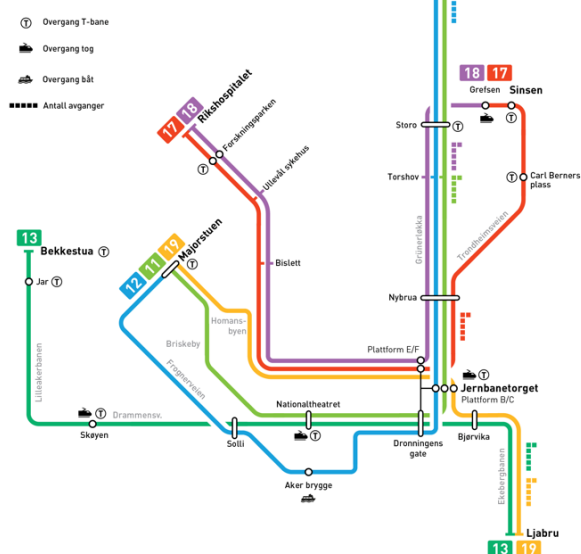 Overgang T-bane
Overgang tog
Overgang båt
Antall avganger
18 17
Grefsen
Sinsen
17 18
Rikshospitalet
Forskningsparken
T
Ullevål sykehus
Storo
T
Torshov
T
Carl Berners
plass
Grünerløkka
Trondheimsveien
13
Bekkestua T
Jar T
12 11 19
Majorstuen
T
Bislett
Nybrua
Homans-
byen
Briskeby
Frognerveien
Lilleakerbanen
Plattform E/F
T
Jernbanetorget
Plattform B/C
Nationaltheatret
T
Drammensv.
T
Skøyen
Solli
Dronningens
gate
Bjørvika
Aker brygge
Ekebergbanen
Ljabru
13 19